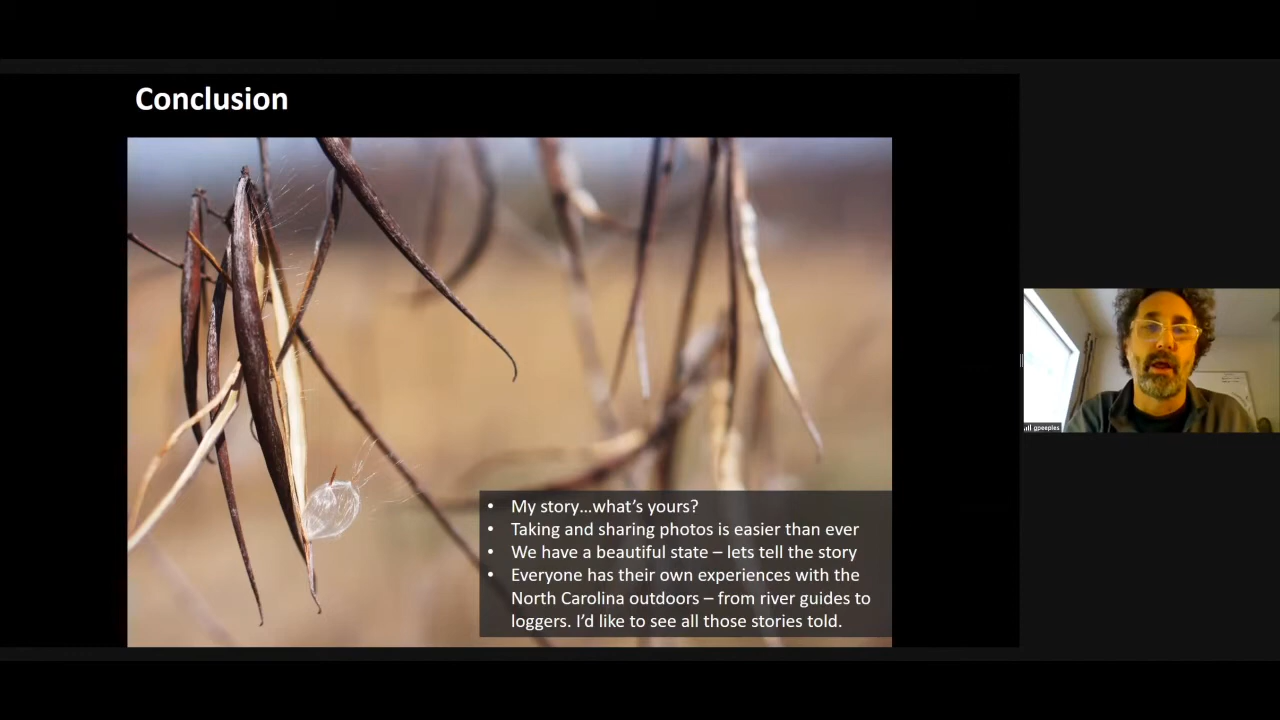 Conclusion
• My story…what’s yours?
• Taking and sharing photos is easier than ever
• We have a beautiful state – lets tell the story
• Everyone has their own experiences with the
North Carolina outdoors – from river guides to
loggers. I’d like to see all those stories told.
gpeeples